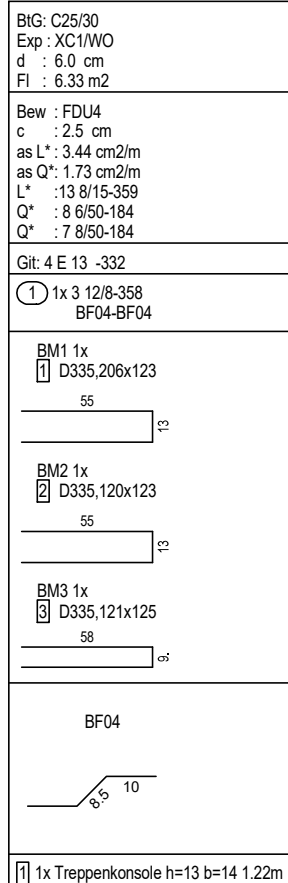 BtG: C25/30
Exp : XC1/WO
d : 6.0 cm
Fl : 6.33 m2
Bew : FDU4
c : 2.5 cm
as L* : 3.44 cm2/m
as Q*: 1.73 cm2/m
L* :13 8/15-359
Q* : 8 6/50-184
Q* : 7 8/50-184
Git: 4 E 13 -332
1 1x 3 12/8-358
BF04-BF04
BM1 1x
1 D335,206x123
55
13
BM2 1x
2 D335,120x123
55
13
BM3 1x
3 D335,121x125
58
9.
BF04
8.5 10
1 1x Treppenkonsole h=13 b=14 1.22m